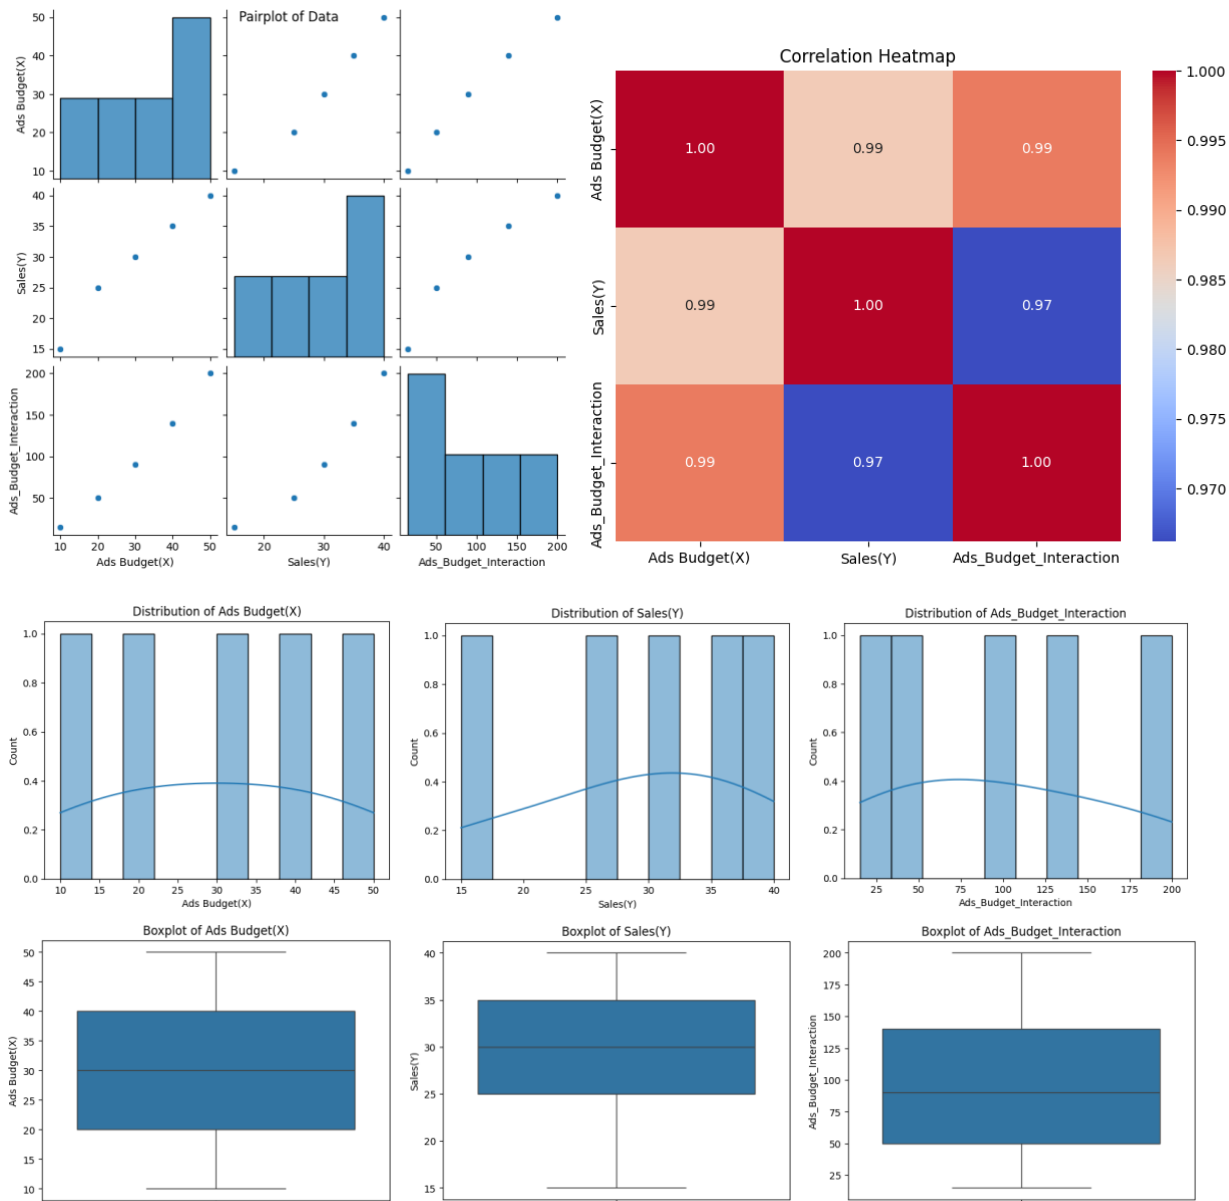 Pairplot of Data
50
40
30
20
10
Ads Budget(X)
40
35
30
25
20
15
Sales(Y)
200
150
100
50
Ads_Budget_Interaction
10 20 30 40 50
Ads Budget(X)
20 30 40
Sales(Y)
50 100 150 200
Ads_Budget_Interaction
Correlation Heatmap
Ads Budget(X)
1.00 0.99 0.99
Sales(Y)
0.99 1.00 0.97
Ads_Budget_Interaction
0.99 0.97 1.00
Ads Budget(X) Sales(Y) Ads_Budget_Interaction
1.000
0.995
0.990
0.985
0.980
0.975
0.970
Distribution of Ads Budget(X)
1.0
0.8
0.6
0.4
0.2
0.0
Count
10 15 20 25 30 35 40 45 50
Ads Budget(X)
Distribution of Sales(Y)
1.0
0.8
0.6
0.4
0.2
0.0
Count
15 20 25 30 35 40
Sales(Y)
Distribution of Ads_Budget_Interaction
1.0
0.8
0.6
0.4
0.2
0.0
Count
25 50 75 100 125 150 175 200
Ads_Budget_Interaction
Boxplot of Ads Budget(X)
50
45
40
35
30
25
20
15
10
Ads Budget(X)
Boxplot of Sales(Y)
40
35
30
25
20
15
Sales(Y)
Boxplot of Ads_Budget_Interaction
200
175
150
125
100
75
50
25
Ads_Budget_Interaction